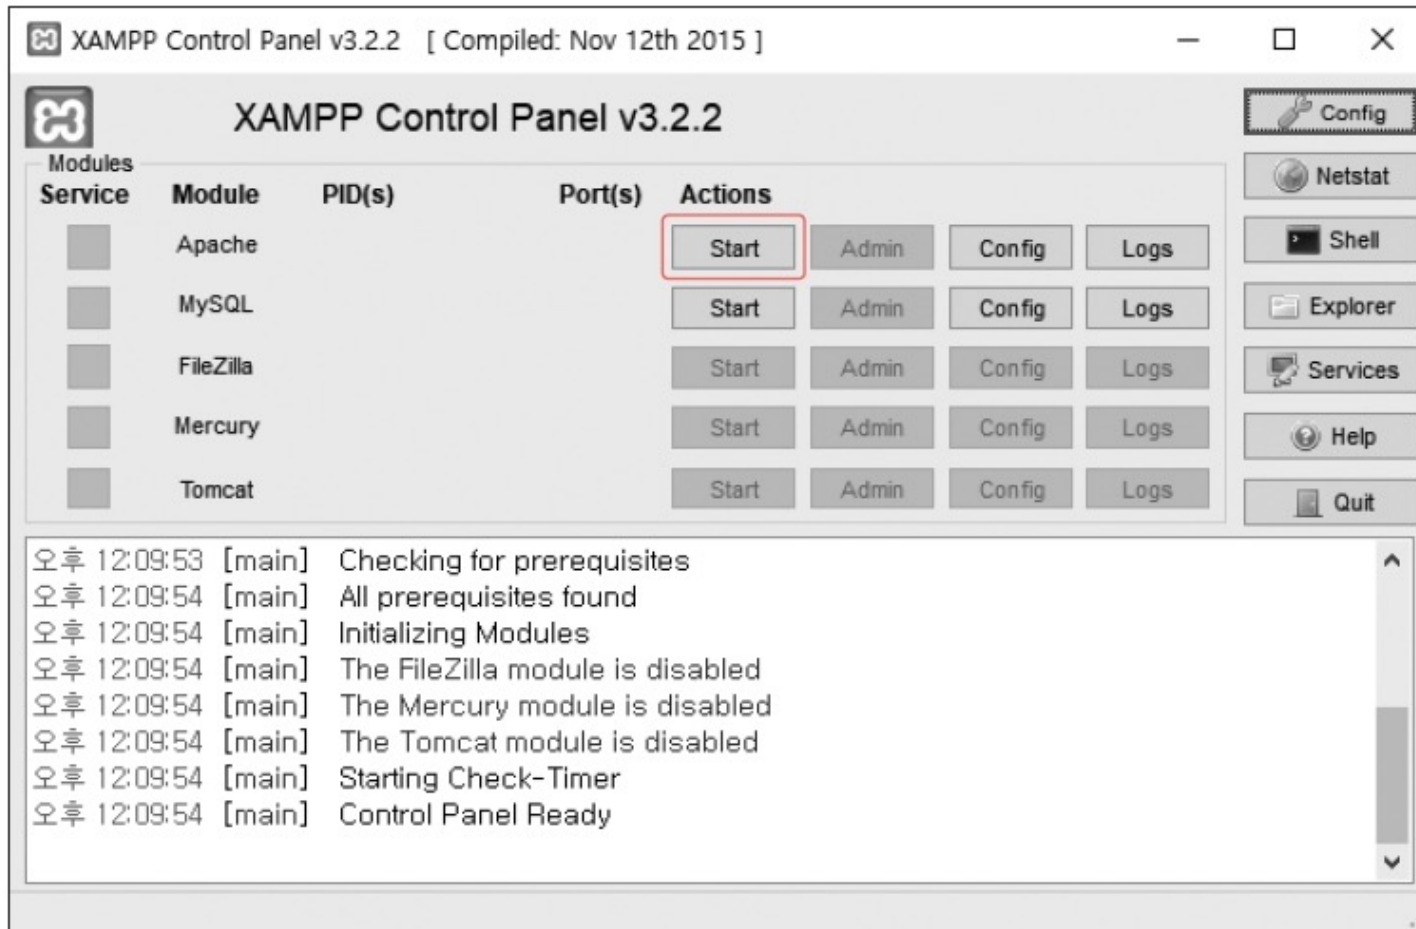 XAMPP Control Panel v3.2.2 [ Compiled: Nov 12th 2015 ]
XAMPP Control Panel v3.2.2
Config
Modules
Netstat
Service Module PID(s) Port(s) Actions
Apache Start Admin Config Logs
Shell
MySQL Start Admin Config Logs
Explorer
FileZilla Start Admin Config Logs
Services
Mercury Start Admin Config Logs
Help
Tomcat Start Admin Config Logs
Quit
오후 12:09:53 [main] Checking for prerequisites
오후 12:09:54 [main] All prerequisites found
오후 12:09:54 [main] Initializing Modules
오후 12:09:54 [main] The FileZilla module is disabled
오후 12:09:54 [main] The Mercury module is disabled
오후 12:09:54 [main] The Tomcat module is disabled
오후 12:09:54 [main] Starting Check-Timer
오후 12:09:54 [main] Control Panel Ready